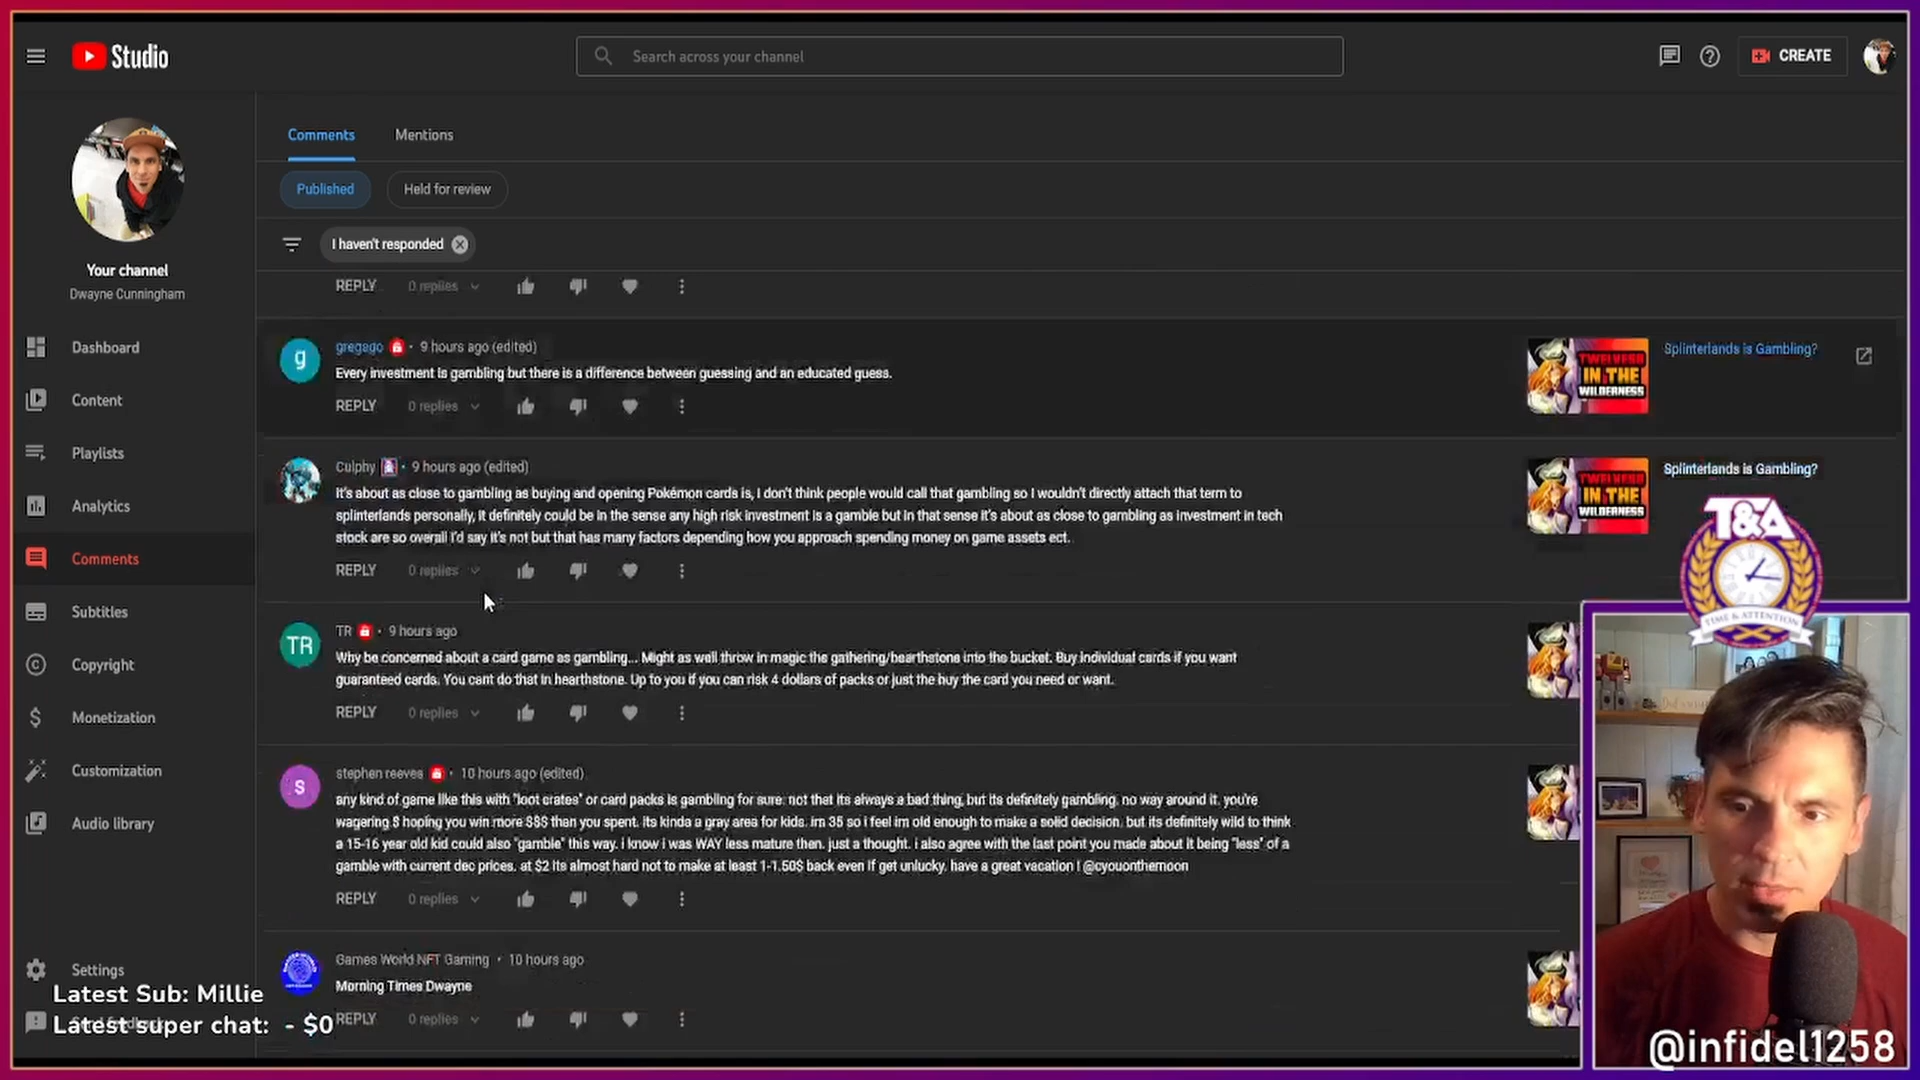 Studio
Search across your channel
CREATE
Comments
Mentions
Published
Held for review
I haven't responded
Your channel
Dwayne Cunningham
Dashboard
Content
Playlists
Analytics
Comments
Subtitles
Copyright
Monetization
Customization
Audio library
Settings
REPLY 0 replies
gregago • 9 hours ago (edited)
Every investment is gambling but there is a difference between guessing and an educated guess.
REPLY 0 replies
TWELVESO
IN THE
WILDERNESS
Splinterlands is Gambling?
Culphy • 9 hours ago (edited)
It's about as close to gambling as buying and opening Pokémon cards is, I don't think people would call that gambling so I wouldn't directly attach that term to
splinterlands personally, it definitely could be in the sense any high risk investment is a gamble but in that sense it's about as close to gambling as investment in tech
stock are so overall I'd say it's not but that has many factors depending how you approach spending money on game assets ect.
REPLY 0 replies
TWELVESO
IN THE
WILDERNESS
Splinterlands is Gambling?
TR • 9 hours ago
Why be concerned about a card game as gambling... Might as well throw in magic the gathering/hearthstone into the bucket. Buy individual cards if you want
guaranteed cards. You cant do that in hearthstone. Up to you if you can risk 4 dollars of packs or just the buy the card you need or want.
REPLY 0 replies
stephen reeves • 10 hours ago (edited)
any kind of game like this with "loot crates" or card packs is gambling for sure. not that its always a bad thing, but its definitely gambling. no way around it. you're
wagering $ hoping you win more $$$ than you spent. its kinda a gray area for kids. im 35 so i feel im old enough to make a solid decision. but its definitely wild to think
a 15-16 year old kid could also "gamble" this way. i know i was WAY less mature then. just a thought. i also agree with the last point you made about it being "less" of a
gamble with current dec prices. at $2 its almost hard not to make at least 1-1.50$ back even if get unlucky. have a great vacation ! @cyouonthemoon
REPLY 0 replies
Games World NFT Gaming • 10 hours ago
Morning Times Dwayne
REPLY 0 replies
g
TR
S
Latest Sub: Millie
Latest super chat: - $0
T&A
TIME & ATTENTION
@infidel1258